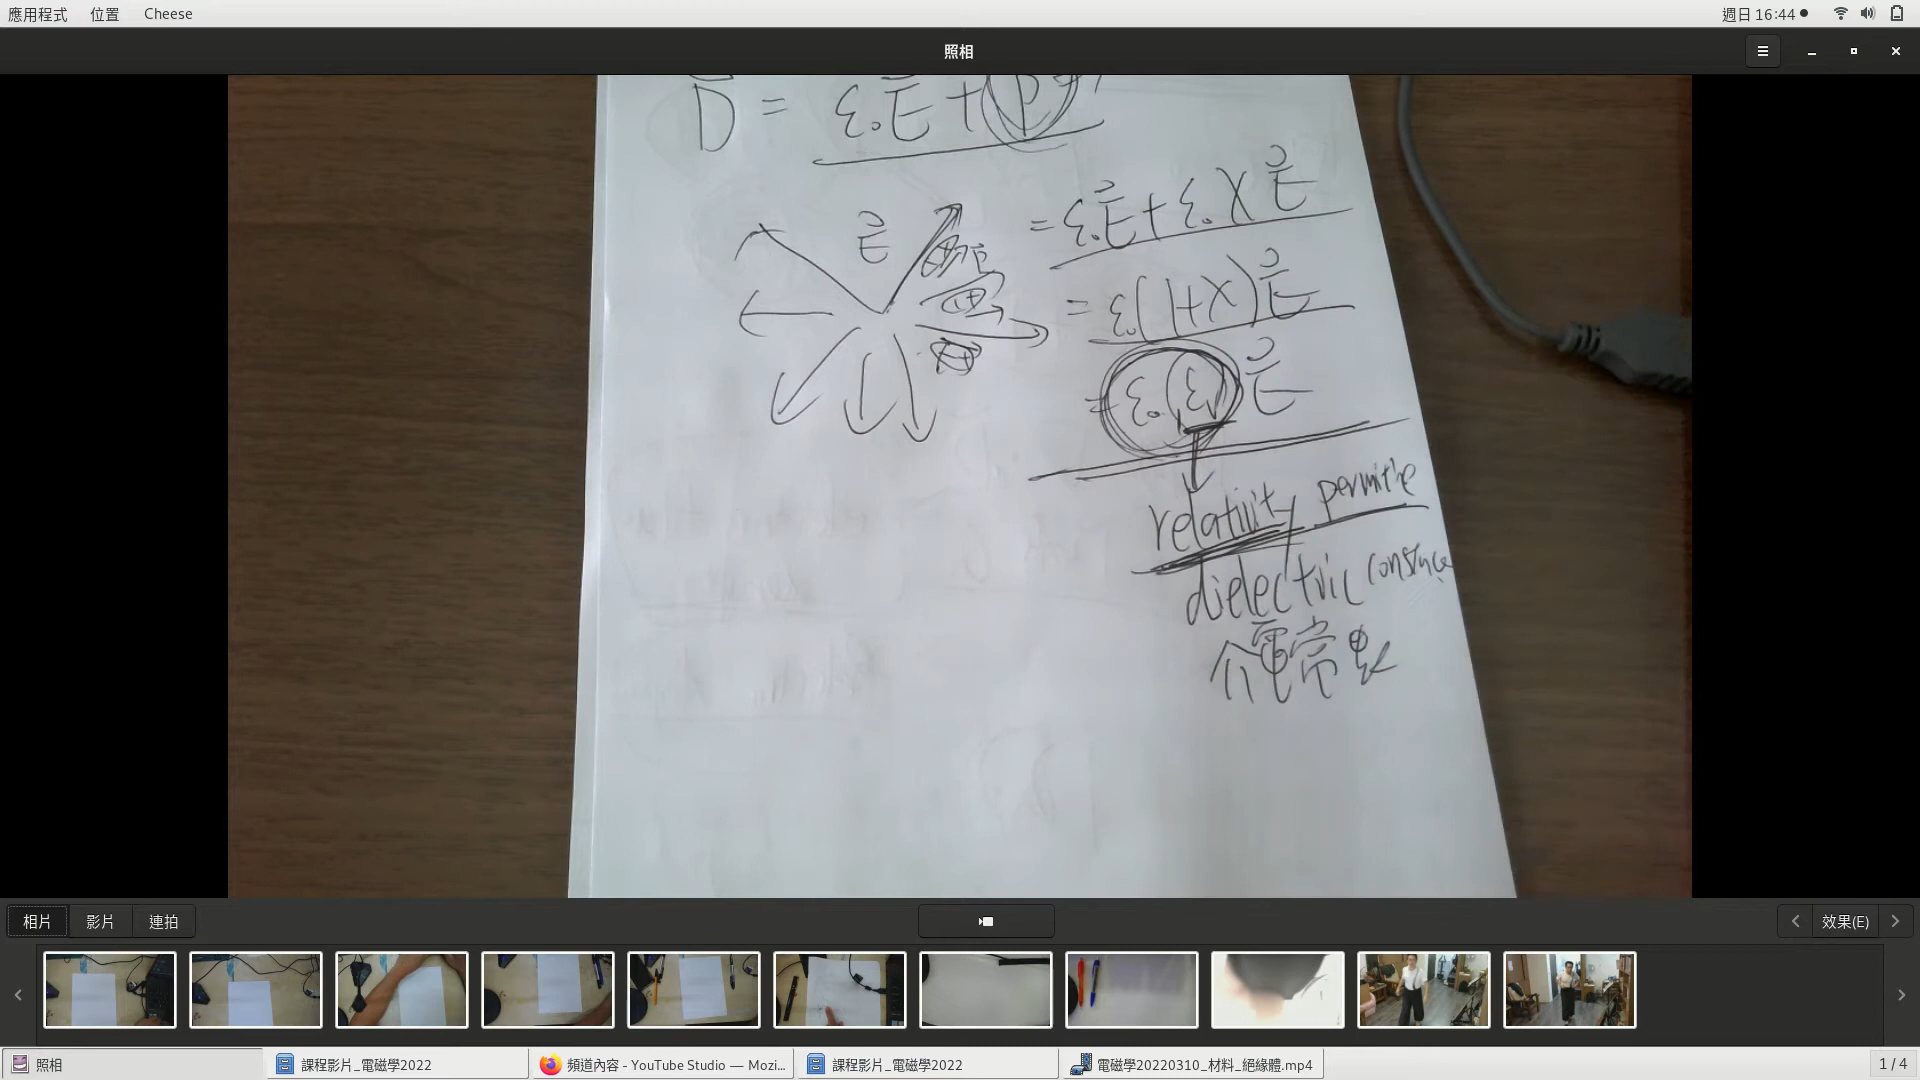 應用程式 位置 Cheese 週日 16:44
照相
D = ε₀E + P
E
= ε₀E + ε₀χE
= ε₀(1+χ)E
= ε₀ εr E
relativity permitte
dielectric constace
介電常數
相片 影片 連拍 效果(E)
照相 課程影片_電磁學2022 頻道內容 - YouTube Studio — Mozi... 課程影片_電磁學2022 電磁學20220310_材料_絕緣體.mp4 1 / 4